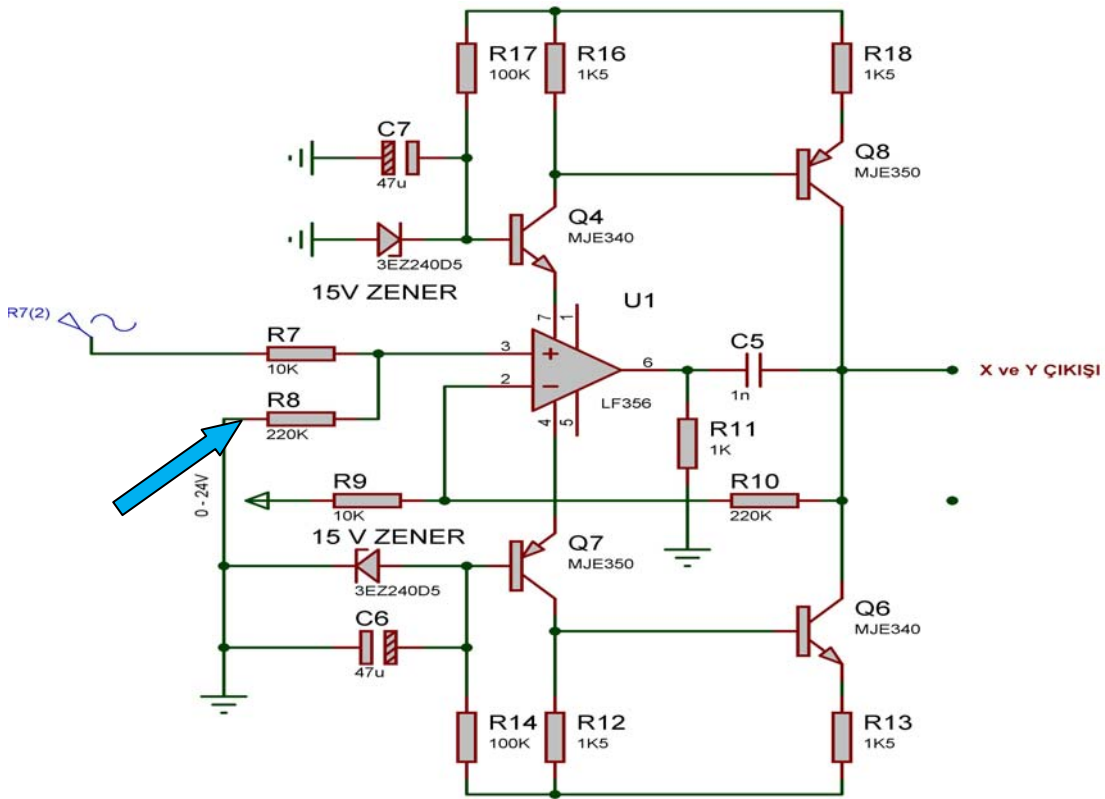 R17
100K
R16
1K5
R18
1K5
C7
47u
Q8
MJE350
Q4
MJE340
3EZ240D5
15V ZENER
U1
R7(2)
7
1
R7
10K
3
2
6
C5
1n
X ve Y ÇIKIŞI
LF356
R8
220K
4
5
R11
1K
0 - 24V
R9
10K
R10
220K
15 V ZENER
3EZ240D5
Q7
MJE350
C6
47u
Q6
MJE340
R14
100K
R12
1K5
R13
1K5